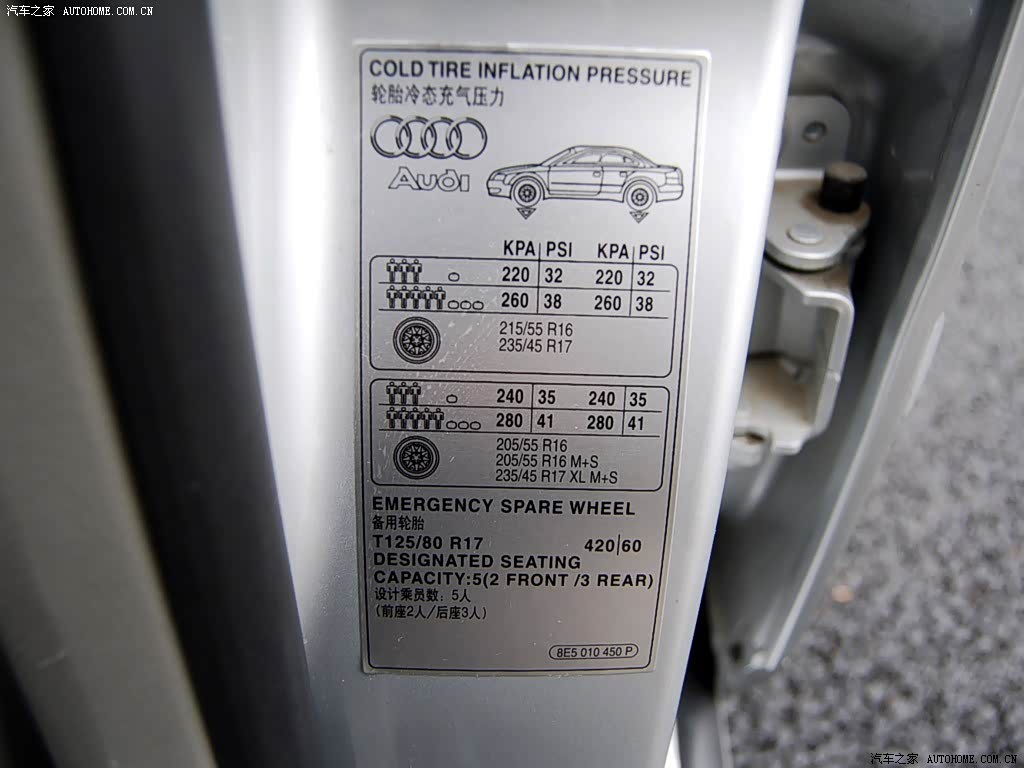 汽车之家 AUTOHOME.COM.CN
COLD TIRE INFLATION PRESSURE
轮胎冷态充气压力
Audi
KPA PSI KPA PSI
220 32 220 32
260 38 260 38
215/55 R16
235/45 R17
240 35 240 35
280 41 280 41
205/55 R16
205/55 R16 M+S
235/45 R17 XL M+S
EMERGENCY SPARE WHEEL
备用轮胎
T125/80 R17 420|60
DESIGNATED SEATING
CAPACITY:5(2 FRONT /3 REAR)
设计乘员数: 5人
(前座2人/后座3人)
8E5 010 450 P
汽车之家 AUTOHOME.COM.CN